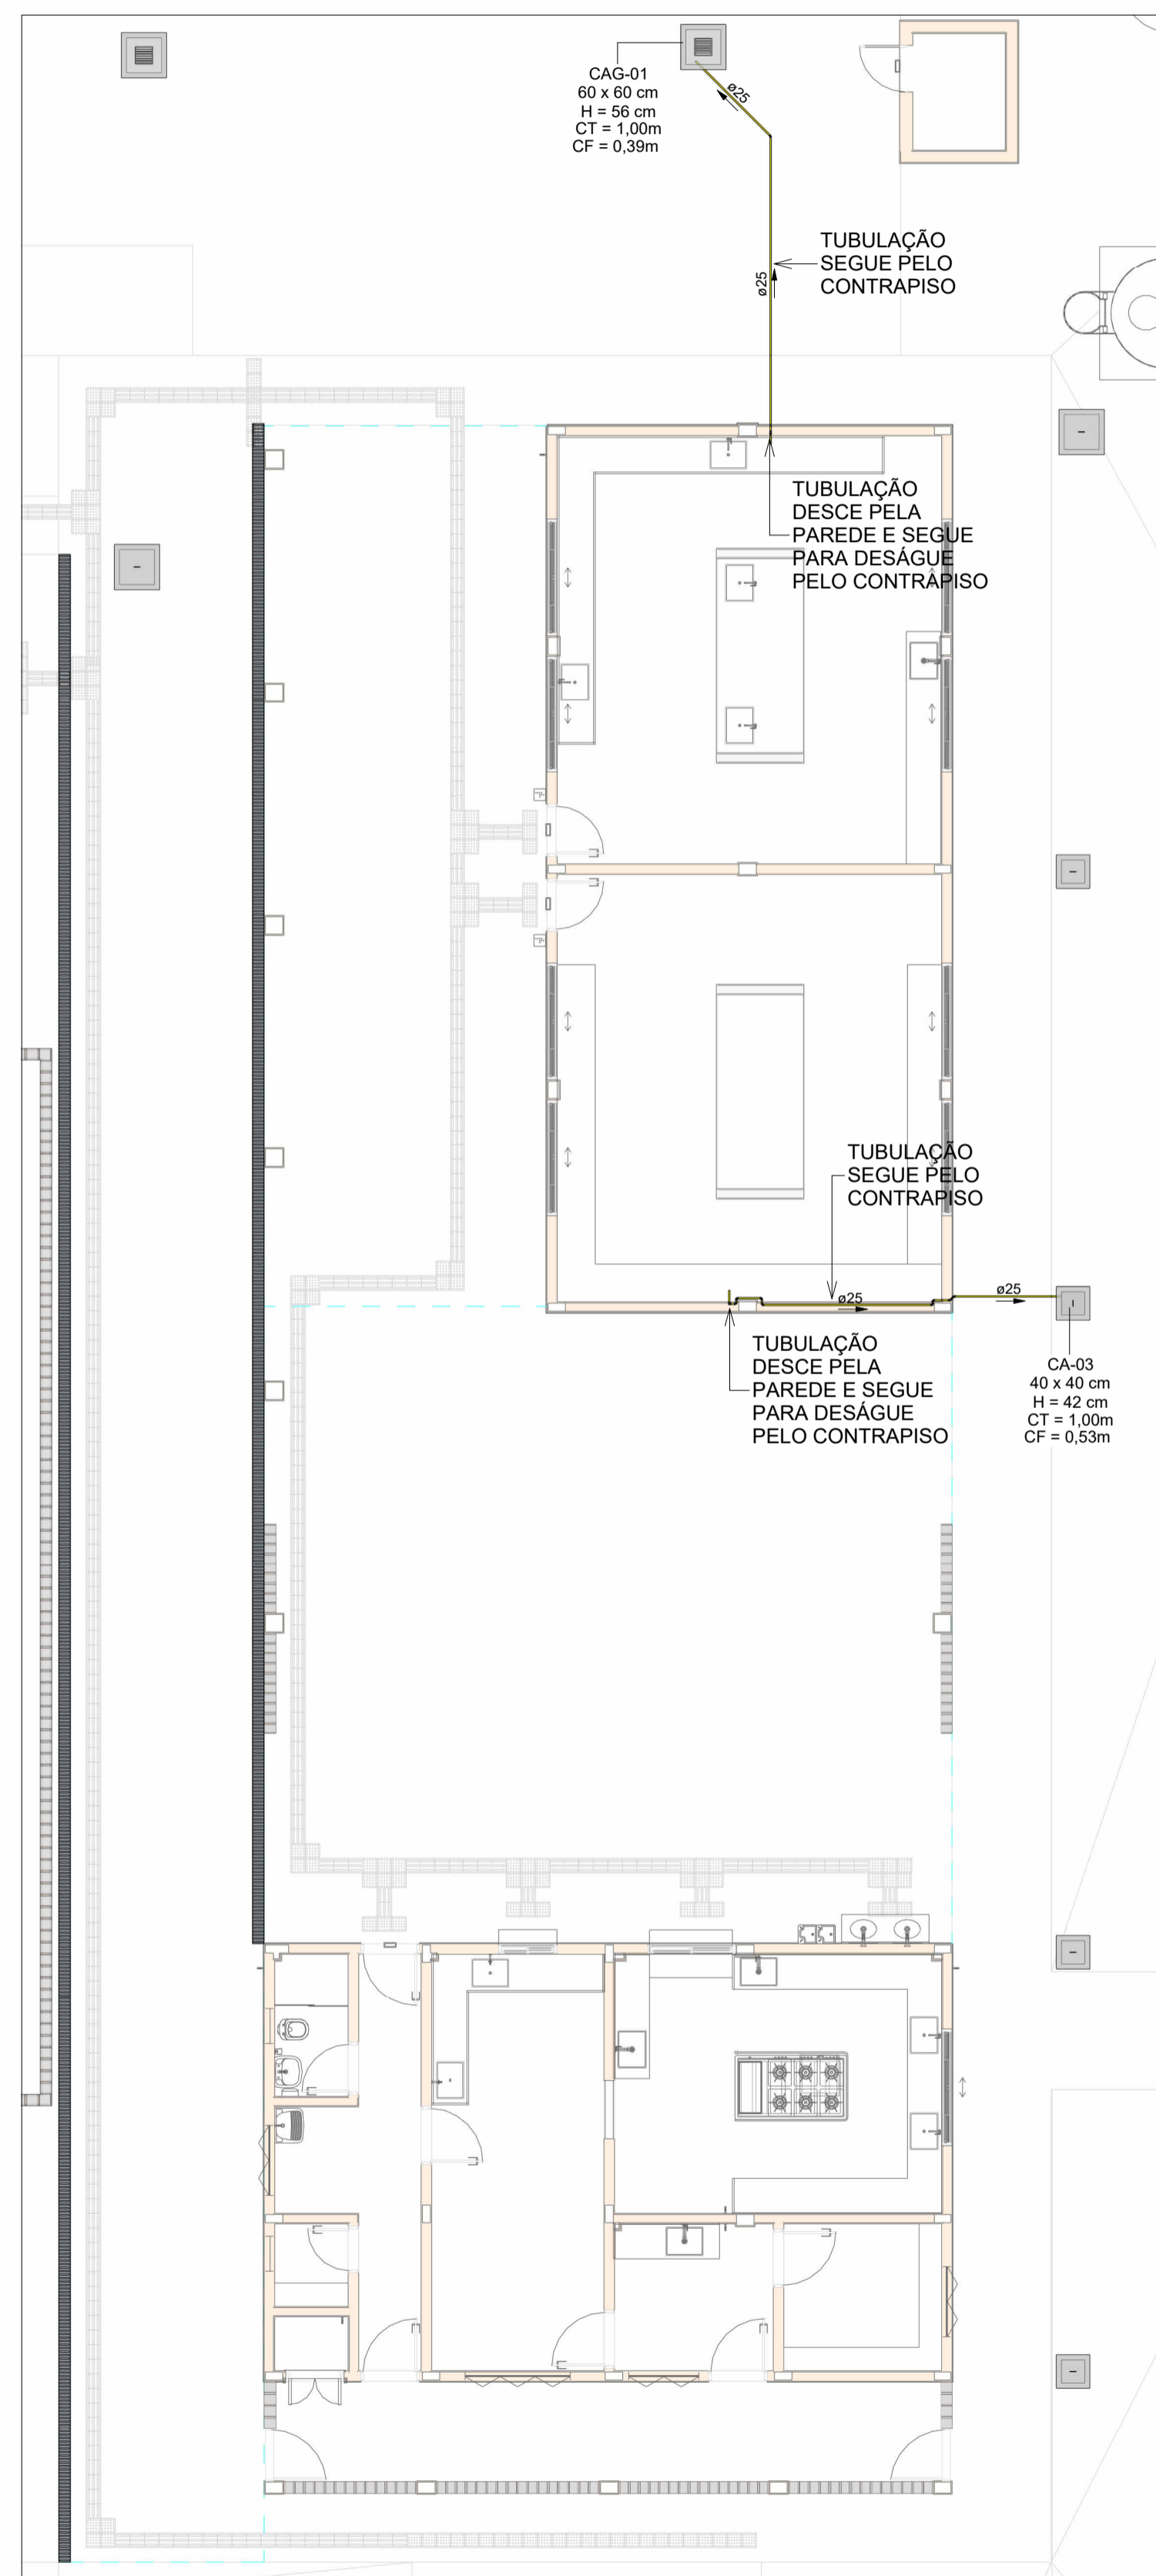 CAG-01
60 x 60 cm
H = 56 cm
CT = 1,00m
CF = 0,39m
ø25
TUBULAÇÃO
SEGUE PELO
CONTRAPISO
ø25
TUBULAÇÃO
DESCE PELA
PAREDE E SEGUE
PARA DESÁGUE
PELO CONTRAPISO
TUBULAÇÃO
SEGUE PELO
CONTRAPISO
ø25
ø25
TUBULAÇÃO
DESCE PELA
PAREDE E SEGUE
PARA DESÁGUE
PELO CONTRAPISO
CA-03
40 x 40 cm
H = 42 cm
CT = 1,00m
CF = 0,53m